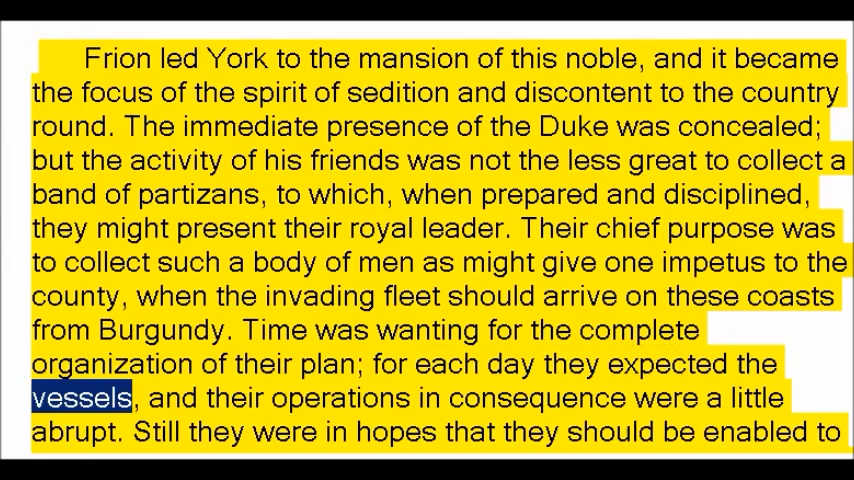 Frion led York to the mansion of this noble, and it became
the focus of the spirit of sedition and discontent to the country
round. The immediate presence of the Duke was concealed;
but the activity of his friends was not the less great to collect a
band of partizans, to which, when prepared and disciplined,
they might present their royal leader. Their chief purpose was
to collect such a body of men as might give one impetus to the
county, when the invading fleet should arrive on these coasts
from Burgundy. Time was wanting for the complete
organization of their plan; for each day they expected the
vessels, and their operations in consequence were a little
abrupt. Still they were in hopes that they should be enabled to